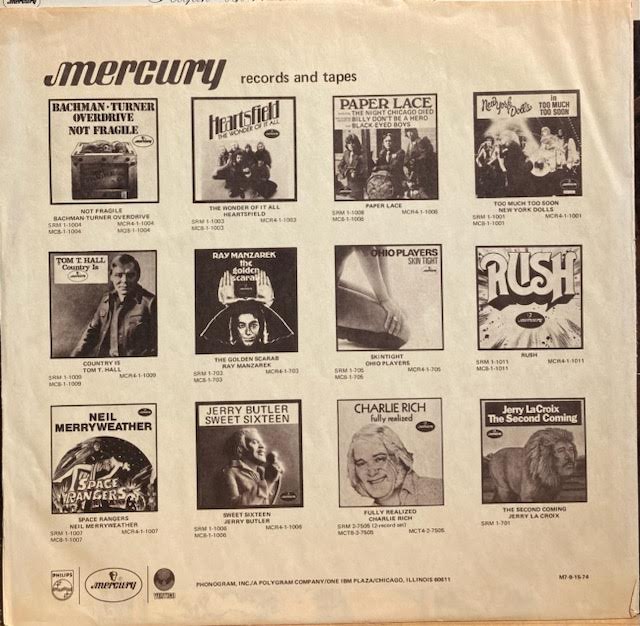 mercury records and tapes
BACHMAN-TURNER
OVERDRIVE
NOT FRAGILE
NOT FRAGILE
BACHMAN-TURNER OVERDRIVE
SRM 1-1004 MCR4-1-1004
MC8-1-1004 M028-1004
Heartsfield
THE WONDER OF IT ALL
THE WONDER OF IT ALL
HEARTSFIELD
SRM 1-1003 MCR4-1-1003
MC8-1-1003
PAPER LACE
THE NIGHT CHICAGO DIED
BILLY DON'T BE A HERO
BLACK-EYED BOYS
PAPER LACE
SRM 1-1008 MCR4-1-1008
MC8-1-1008
New York Dolls
in
TOO MUCH
TOO SOON
TOO MUCH TOO SOON
NEW YORK DOLLS
SRM 1-1001 MCR4-1-1001
MC8-1-1001
TOM T. HALL
Country Is
COUNTRY IS
TOM T. HALL
SRM 1-1009 MCR4-1-1009
MC8-1-1009
RAY MANZAREK
the
golden
scarab
THE GOLDEN SCARAB
RAY MANZAREK
SRM 1-703 MCR4-1-703
MC8-1-703
OHIO PLAYERS
SKIN TIGHT
SKINTIGHT
OHIO PLAYERS
SRM 1-705 MCR4-1-705
MC8-1-705
RUSH
mercury
RUSH
SRM 1-1011 MCR4-1-1011
MC8-1-1011
NEIL
MERRYWEATHER
SPACE
RANGERS
SPACE RANGERS
NEIL MERRYWEATHER
SRM 1-1007 MCR4-1-1007
MC8-1-1007
JERRY BUTLER
SWEET SIXTEEN
SWEET SIXTEEN
JERRY BUTLER
SRM 1-1006 MCR4-1-1006
MC8-1-1006
CHARLIE RICH
fully realized
FULLY REALIZED
CHARLIE RICH
SRM 2-7505 (2-record set)
MCT8-2-7505 MCT4-2-7505
Jerry LaCroix
The Second Coming
THE SECOND COMING
JERRY LA CROIX
SRM 1-701
PHILIPS
mercury
VERTIGO
PHONOGRAM, INC./A POLYGRAM COMPANY/ONE IBM PLAZA/CHICAGO, ILLINOIS 60611
M7-9-15-74